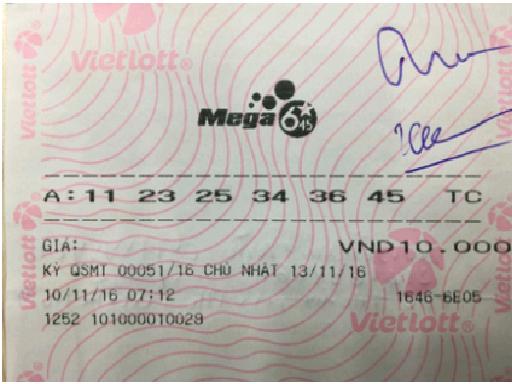 Vietlott
Mega 6/45
A: 11 23 25 34 36 45 TC
GIA: VND10.000
KỲ QSMT 00051/16 CHỦ NHẬT 13/11/16
10/11/16 07:12 1646-6E05
1252 101000010029
Vietlott